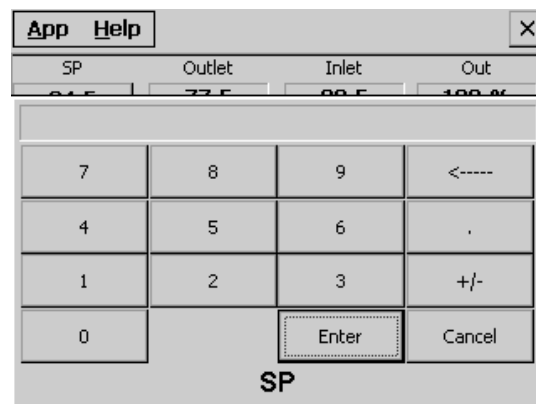 App Help ×
SP Outlet Inlet Out
7 8 9 <-----
4 5 6 .
1 2 3 +/-
0 Enter Cancel
SP